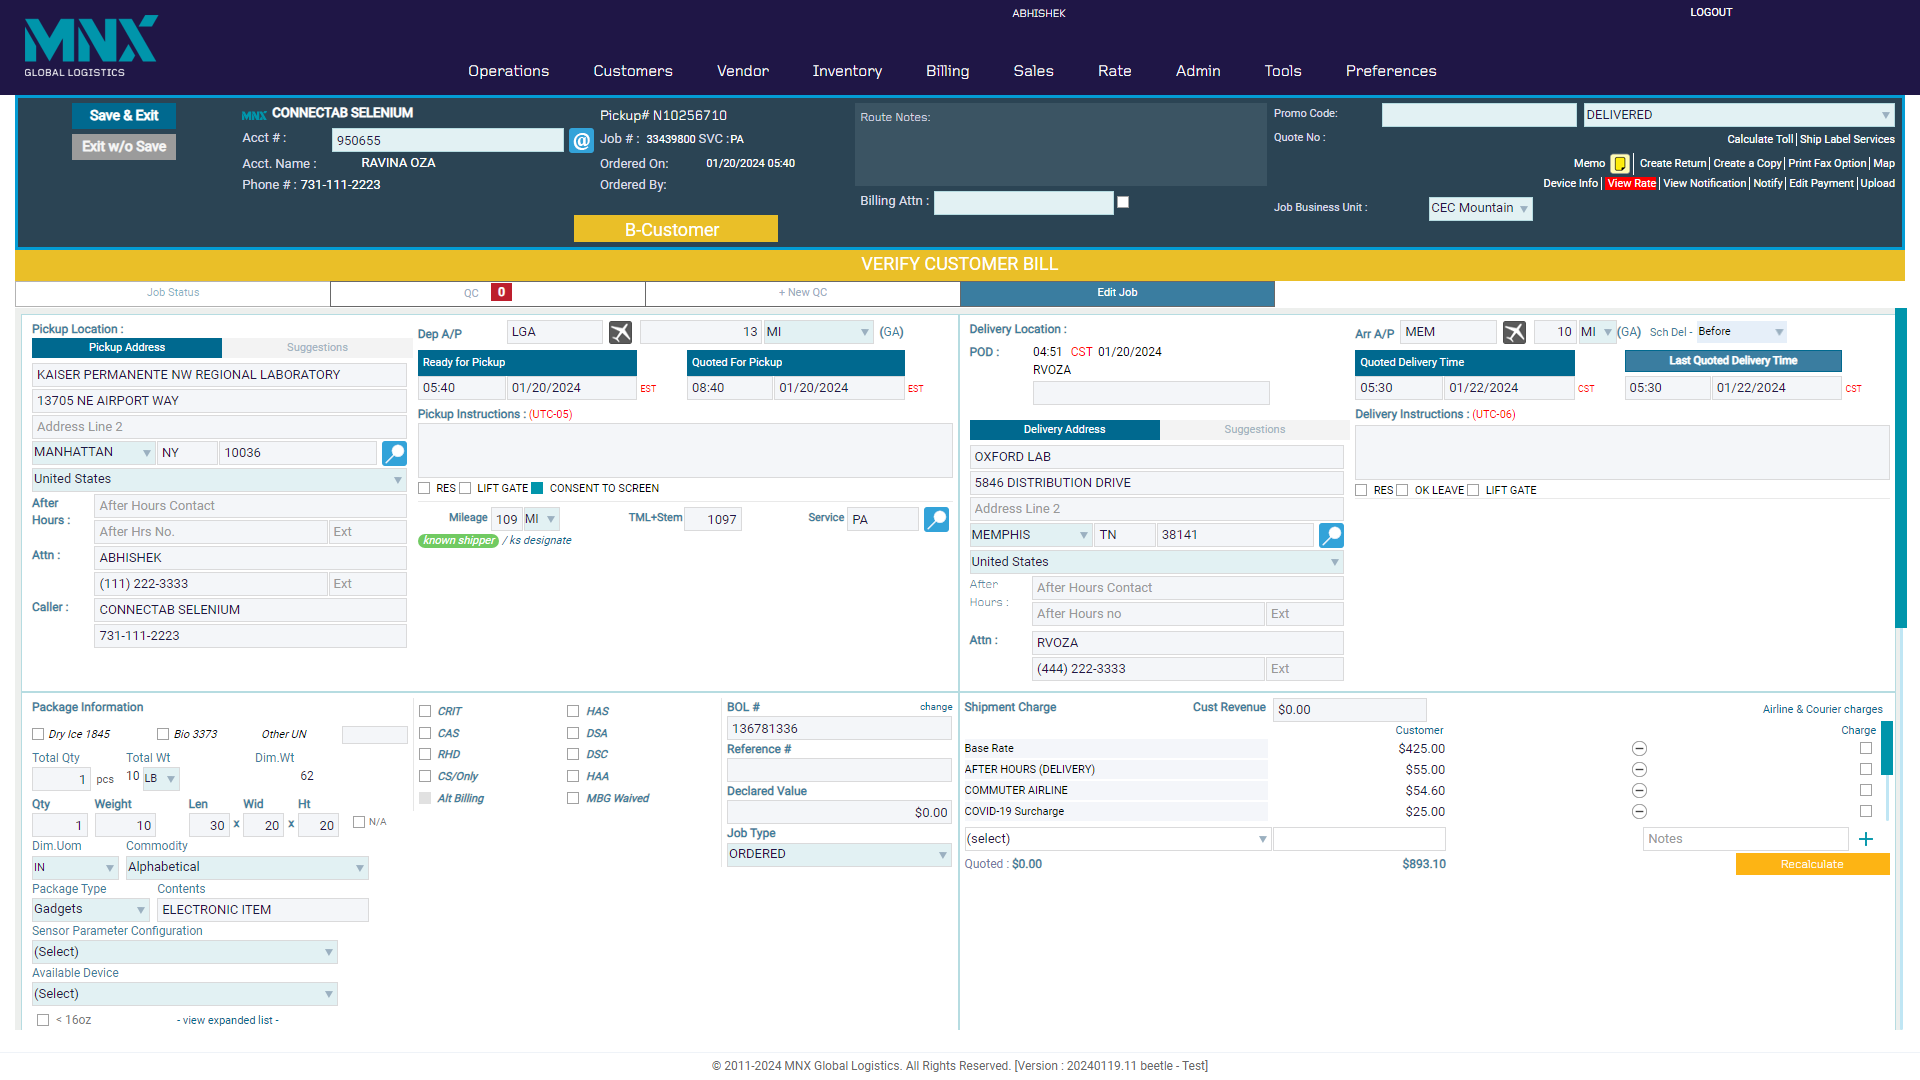 ABHISHEK
LOGOUT
MNX
GLOBAL LOGISTICS
Operations Customers Vendor Inventory Billing Sales Rate Admin Tools Preferences
Save & Exit
Exit w/o Save
MNX CONNECTAB SELENIUM
Acct # : 950655 @
Acct. Name : RAVINA OZA
Phone # : 731-111-2223
Pickup# N10256710
Job # : 33439800 SVC :PA
Ordered On: 01/20/2024 05:40
Ordered By:
B-Customer
Route Notes:
Billing Attn :
Promo Code: DELIVERED
Quote No :
Calculate Toll| Ship Label Services
Memo | Create Return| Create a Copy| Print Fax Option| Map
Device Info | View Rate | View Notification| Notify| Edit Payment| Upload
Job Business Unit : CEC Mountain
VERIFY CUSTOMER BILL
Job Status
QC 0
+ New QC
Edit Job
Pickup Location :
Pickup Address Suggestions
KAISER PERMANENTE NW REGIONAL LABORATORY
13705 NE AIRPORT WAY
Address Line 2
MANHATTAN NY 10036
United States
After Hours : After Hours Contact
After Hrs No. Ext
Attn : ABHISHEK
(111) 222-3333 Ext
Caller : CONNECTAB SELENIUM
731-111-2223
Dep A/P LGA 13 MI (GA)
Ready for Pickup Quoted For Pickup
05:40 01/20/2024 EST 08:40 01/20/2024 EST
Pickup Instructions : (UTC-05)
RES LIFT GATE CONSENT TO SCREEN
Mileage 109 MI TML+Stem 1097 Service PA
known shipper / ks designate
Delivery Location :
POD : 04:51 CST 01/20/2024
RVOZA
Delivery Address Suggestions
OXFORD LAB
5846 DISTRIBUTION DRIVE
Address Line 2
MEMPHIS TN 38141
United States
After Hours : After Hours Contact
After Hours no Ext
Attn : RVOZA
(444) 222-3333 Ext
Arr A/P MEM 10 MI (GA) Sch Del - Before
Quoted Delivery Time Last Quoted Delivery Time
05:30 01/22/2024 CST 05:30 01/22/2024 CST
Delivery Instructions : (UTC-06)
RES OK LEAVE LIFT GATE
Package Information
Dry Ice 1845 Bio 3373 Other UN
Total Qty Total Wt Dim.Wt
1 pcs 10 LB 62
Qty Weight Len Wid Ht
1 10 30 x 20 x 20 N/A
Dim.Uom Commodity
IN Alphabetical
Package Type Contents
Gadgets ELECTRONIC ITEM
Sensor Parameter Configuration
(Select)
Available Device
(Select)
< 16oz - view expanded list -
CRIT HAS
CAS DSA
RHD DSC
CS/Only HAA
Alt Billing MBG Waived
BOL # change
136781336
Reference #
Declared Value
$0.00
Job Type
ORDERED
Shipment Charge Cust Revenue $0.00 Airline & Courier charges
Customer Charge
Base Rate $425.00
AFTER HOURS (DELIVERY) $55.00
COMMUTER AIRLINE $54.60
COVID-19 Surcharge $25.00
(select) Notes +
Quoted : $0.00 $893.10 Recalculate
© 2011-2024 MNX Global Logistics. All Rights Reserved. [Version : 20240119.11 beetle - Test]